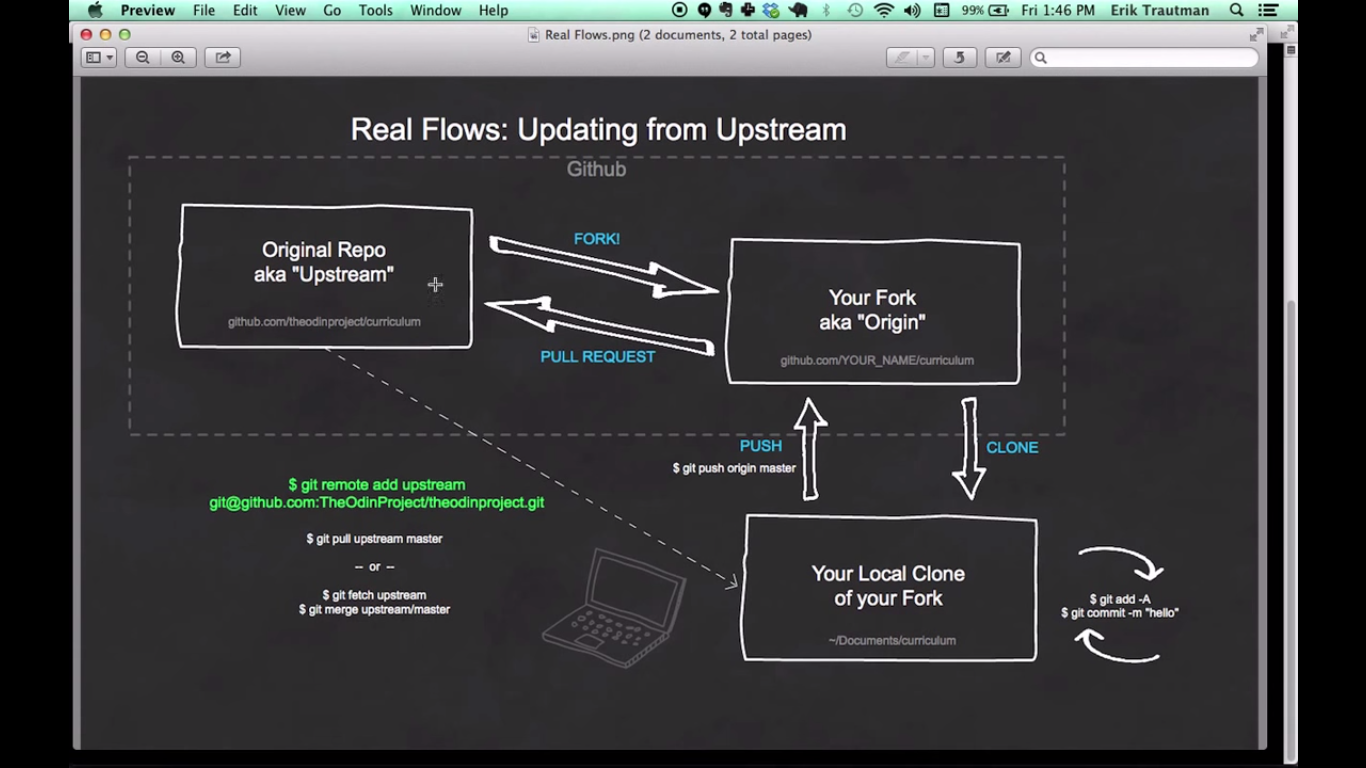 Preview File Edit View Go Tools Window Help 99% Fri 1:46 PM Erik Trautman
Real Flows.png (2 documents, 2 total pages)
Real Flows: Updating from Upstream
Github
Original Repo
aka "Upstream"
github.com/theodinproject/curriculum
FORK!
PULL REQUEST
Your Fork
aka "Origin"
github.com/YOUR_NAME/curriculum
PUSH
$ git push origin master
CLONE
$ git remote add upstream
git@github.com:TheOdinProject/theodinproject.git
$ git pull upstream master
-- or --
$ git fetch upstream
$ git merge upstream/master
Your Local Clone
of your Fork
~/Documents/curriculum
$ git add -A
$ git commit -m "hello"